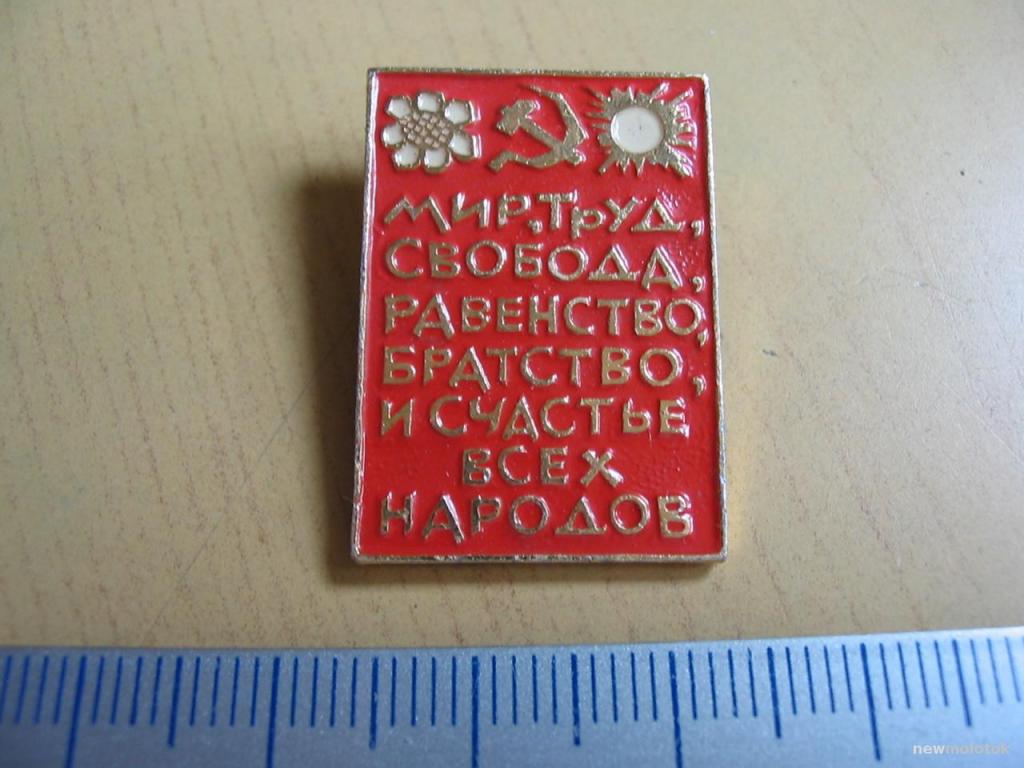 МИР, ТРУД,
СВОБОДА,
РАВЕНСТВО,
БРАТСТВО,
И СЧАСТЬЕ
ВСЕХ
НАРОДОВ
newmolotok